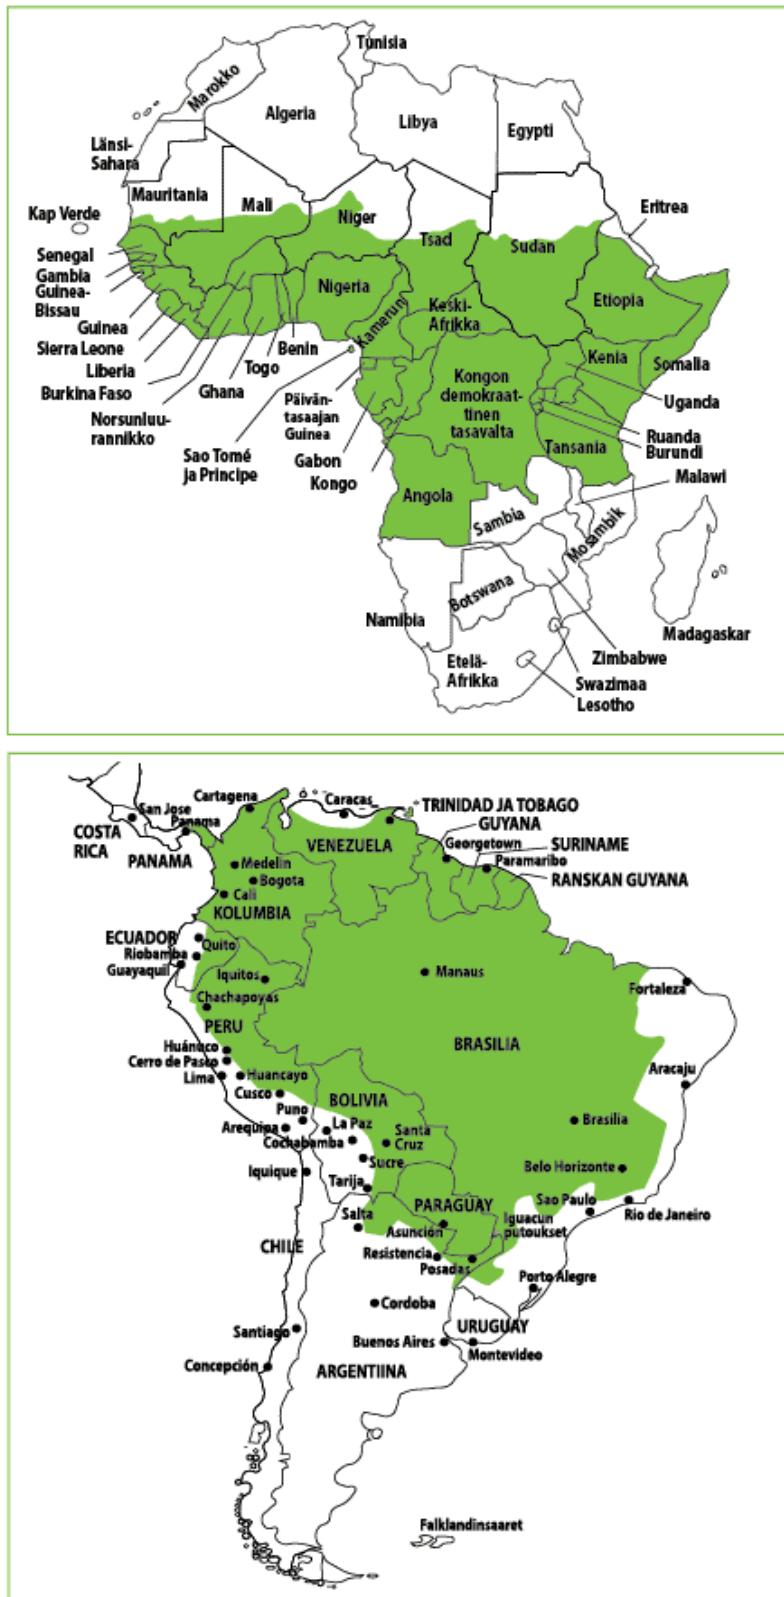 Tunisia
Marokko
Algeria
Libya
Egypti
Länsi-
Sahara
Mauritania
Mali
Niger
Kap Verde
Eritrea
Tsad
Sudan
Senegal
Gambia
Guinea-
Bissau
Guinea
Sierra Leone
Liberia
Burkina Faso
Norsunluu-
rannikko
Ghana
Togo
Benin
Nigeria
Kamerun
Keski-
Afrikka
Etiopia
Sao Tomé
ja Principe
Päivän-
tasaajan
Guinea
Gabon
Kongo
Kongon
demokraat-
tinen
tasavalta
Kenia
Somalia
Uganda
Ruanda
Burundi
Tansania
Malawi
Angola
Sambia
Mosambik
Namibia
Botswana
Madagaskar
Zimbabwe
Etelä-
Afrikka
Swazimaa
Lesotho
Cartagena
Caracas
San Jose
Panama
TRINIDAD JA TOBAGO
COSTA
RICA
PANAMA
GUYANA
VENEZUELA
Georgetown
SURINAME
Paramaribo
RANSKAN GUYANA
Medelin
Bogota
Cali
KOLUMBIA
ECUADOR
Quito
Riobamba
Guayaquil
Iquitos
Manaus
Fortaleza
Chachapoyas
PERU
BRASILIA
Huánuco
Cerro de Pasco
Lima
Huancayo
Aracaju
Cusco
BOLIVIA
Puno
Brasilia
Arequipa
La Paz
Cochabamba
Santa
Cruz
Sucre
Iquique
Belo Horizonte
Tarija
PARAGUAY
Sao Paulo
Rio de Janeiro
Salta
Asunción
Iguacun
putoukset
CHILE
Resistencia
Posadas
Porto Alegre
Cordoba
Santiago
URUGUAY
Buenos Aires
Montevideo
Concepción
ARGENTIINA
Falklandinsaaret